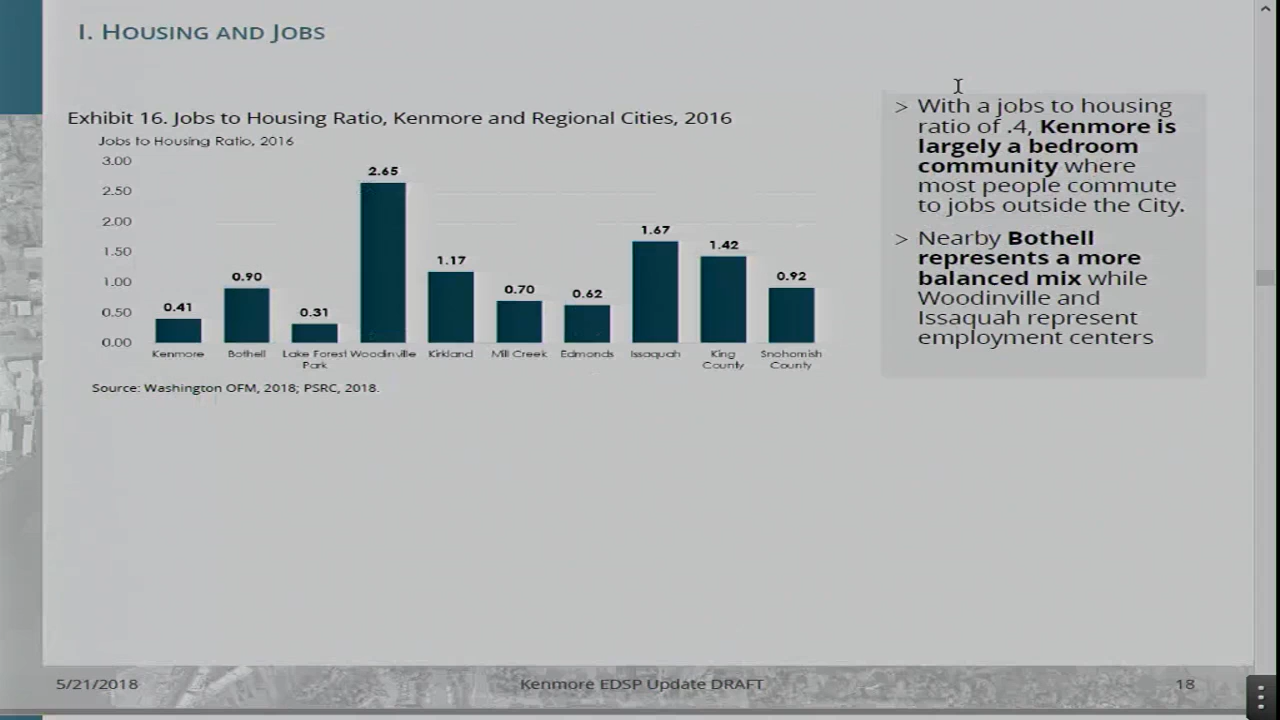 I. HOUSING AND JOBS
Exhibit 16. Jobs to Housing Ratio, Kenmore and Regional Cities, 2016
Jobs to Housing Ratio, 2016
3.00
2.50
2.00
1.50
1.00
0.50
0.00
0.41
0.90
0.31
2.65
1.17
0.70
0.62
1.67
1.42
0.92
Kenmore
Bothell
Lake Forest
Park
Woodinville
Kirkland
Mill Creek
Edmonds
Issaquah
King
County
Snohomish
County
Source: Washington OFM, 2018; PSRC, 2018.
> With a jobs to housing
ratio of .4, Kenmore is
largely a bedroom
community where
most people commute
to jobs outside the City.
> Nearby Bothell
represents a more
balanced mix while
Woodinville and
Issaquah represent
employment centers
5/21/2018
Kenmore EDSP Update DRAFT
18